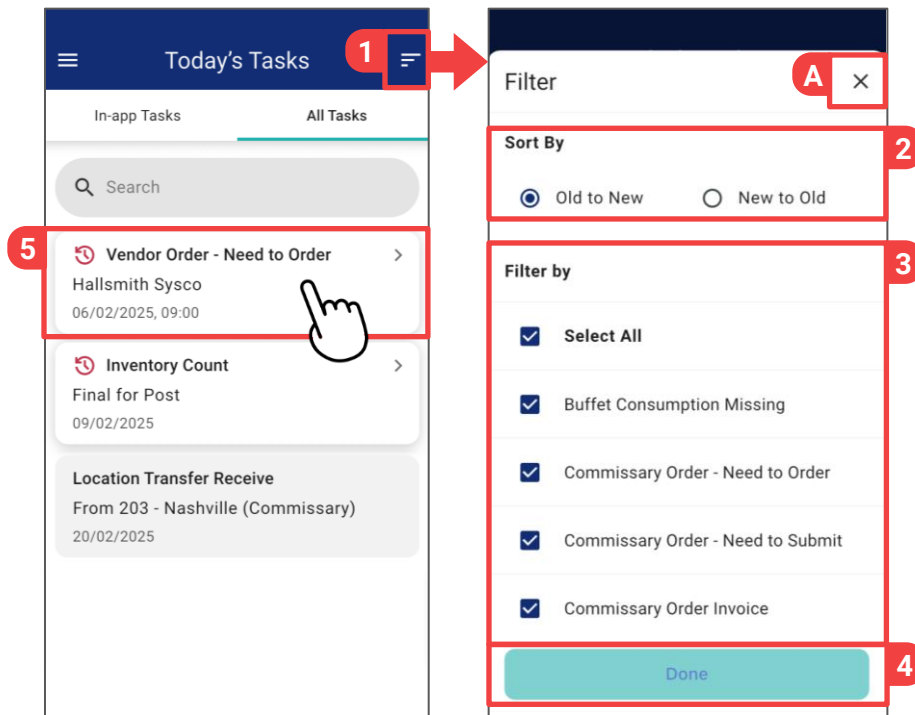 Today's Tasks
1
In-app Tasks
All Tasks
Search
5
Vendor Order - Need to Order
Hallsmith Sysco
06/02/2025, 09:00
Inventory Count
Final for Post
09/02/2025
Location Transfer Receive
From 203 - Nashville (Commissary)
20/02/2025
Filter
A
Sort By
2
Old to New
New to Old
3
Filter by
Select All
Buffet Consumption Missing
Commissary Order - Need to Order
Commissary Order - Need to Submit
Commissary Order Invoice
Done
4